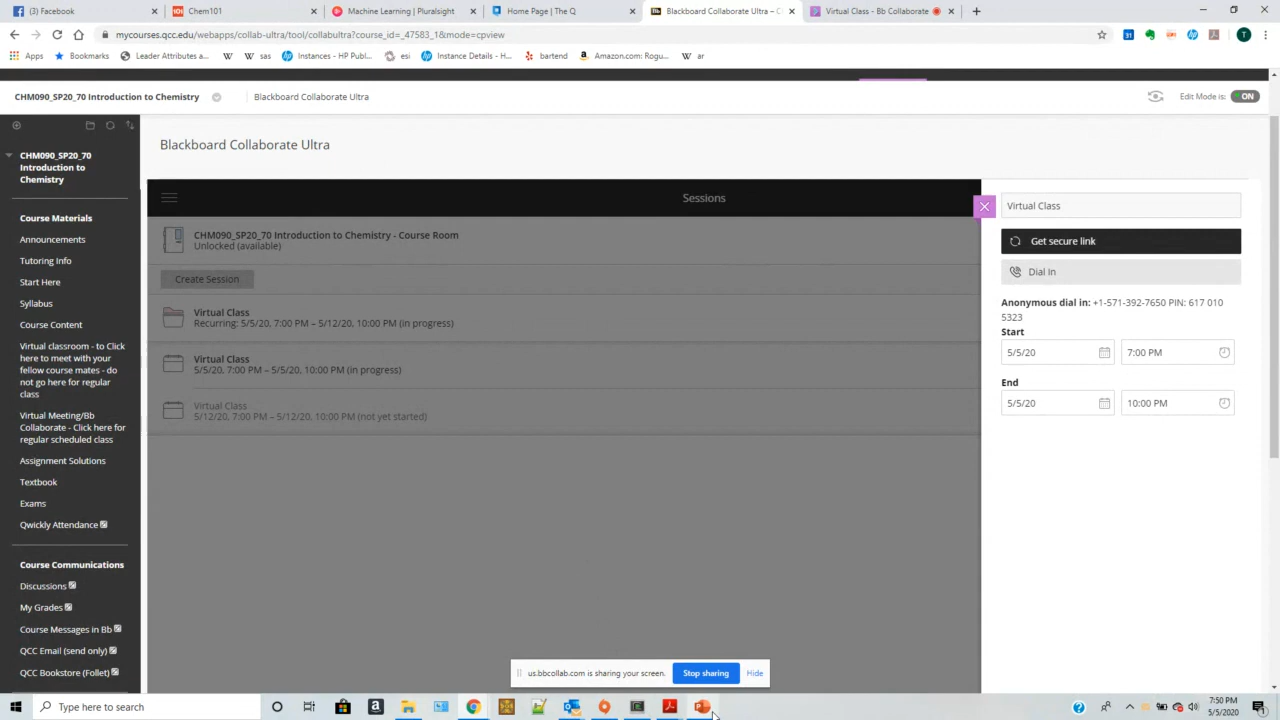 (3) Facebook
Chem101
Machine Learning | Pluralsight
Home Page | The Q
Blackboard Collaborate Ultra – C
Virtual Class - Bb Collaborate
mycourses.qcc.edu/webapps/collab-ultra/tool/collabultra?course_id=_47583_1&mode=cpview
Apps
Bookmarks
Leader Attributes a...
sas
Instances - HP Publ...
esi
Instance Details - H...
bartend
Amazon.com: Rogu...
ar
CHM090_SP20_70 Introduction to Chemistry
Blackboard Collaborate Ultra
Edit Mode is:
ON
CHM090_SP20_70
Introduction to
Chemistry
Course Materials
Announcements
Tutoring Info
Start Here
Syllabus
Course Content
Virtual classroom - to Click
here to meet with your
fellow course mates - do
not go here for regular
class
Virtual Meeting/Bb
Collaborate - Click here for
regular scheduled class
Assignment Solutions
Textbook
Exams
Qwickly Attendance
Course Communications
Discussions
My Grades
Course Messages in Bb
QCC Email (send only)
QCC Bookstore (Follet)
Blackboard Collaborate Ultra
Sessions
CHM090_SP20_70 Introduction to Chemistry - Course Room
Unlocked (available)
Create Session
Virtual Class
Recurring: 5/5/20, 7:00 PM – 5/12/20, 10:00 PM (in progress)
Virtual Class
5/5/20, 7:00 PM – 5/5/20, 10:00 PM (in progress)
Virtual Class
5/12/20, 7:00 PM – 5/12/20, 10:00 PM (not yet started)
Virtual Class
Get secure link
Dial In
Anonymous dial in: +1-571-392-7650 PIN: 617 010
5323
Start
5/5/20
7:00 PM
End
5/5/20
10:00 PM
us.bbcollab.com is sharing your screen.
Stop sharing
Hide
Type here to search
7:50 PM
5/5/2020